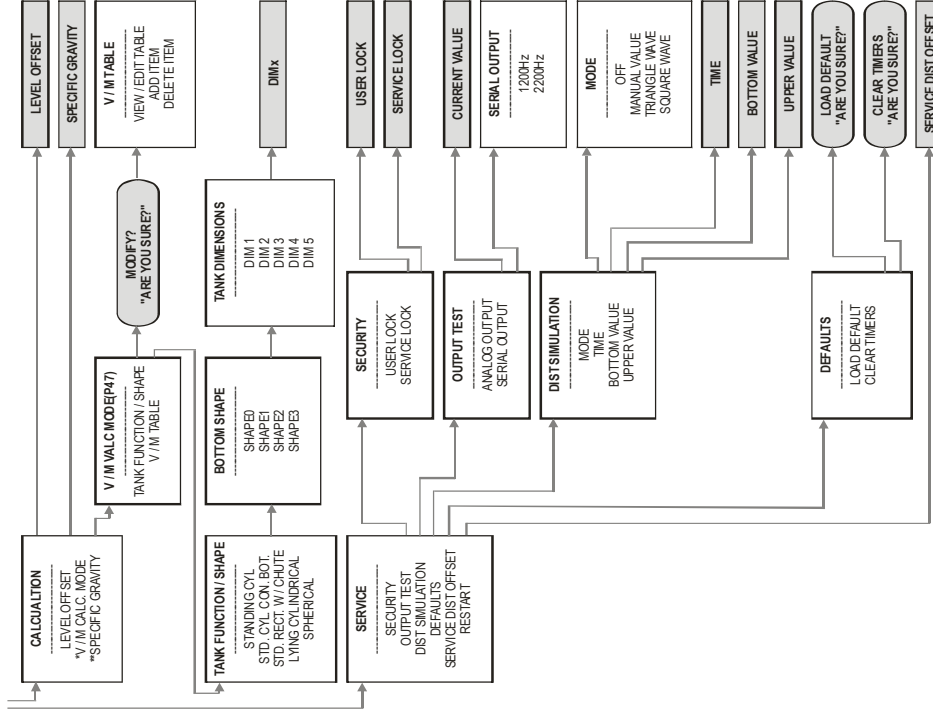 CALCUALTION
LEVEL OFFSET
*V / M CALC. MODE
**SPECIFIC GRAVITY
V / M VALC MODE(P47)
TANK FUNCTION / SHAPE
V / M TABLE
MODIFY?
"ARE YOU SURE?"
LEVEL OFFSET
SPECIFIC GRAVITY
V / M TABLE
VIEW / EDIT TABLE
ADD ITEM
DELETE ITEM
TANK FUNCTION / SHAPE
STANDING CYL
STD. CYL. CON. BOT.
STD. RECT. W / CHUTE
LYING CYLINDRICAL
SPHERICAL
BOTTOM SHAPE
SHAPE0
SHAPE1
SHAPE2
SHAPE3
TANK DIMENSIONS
DIM 1
DIM 2
DIM 3
DIM 4
DIM 5
DIMx
SERVICE
SECURITY
OUTPUT TEST
DIST SIMULATION
DEFAULTS
SERVICE DIST OFFSET
RESTART
SECURITY
USER LOCK
SERVICE LOCK
USER LOCK
SERVICE LOCK
OUTPUT TEST
ANALOG OUTPUT
SERIAL OUTPUT
CURRENT VALUE
SERIAL OUTPUT
1200Hz
2200Hz
DIST SIMULATION
MODE
TIME
BOTTOM VALUE
UPPER VALUE
MODE
OFF
MANUAL VALUE
TRIANGLE WAVE
SQUARE WAVE
TIME
BOTTOM VALUE
UPPER VALUE
DEFAULTS
LOAD DEFAULT
CLEAR TIMERS
LOAD DEFAULT
"ARE YOU SURE?"
CLEAR TIMERS
"ARE YOU SURE?"
SERVICE DIST OFFSET